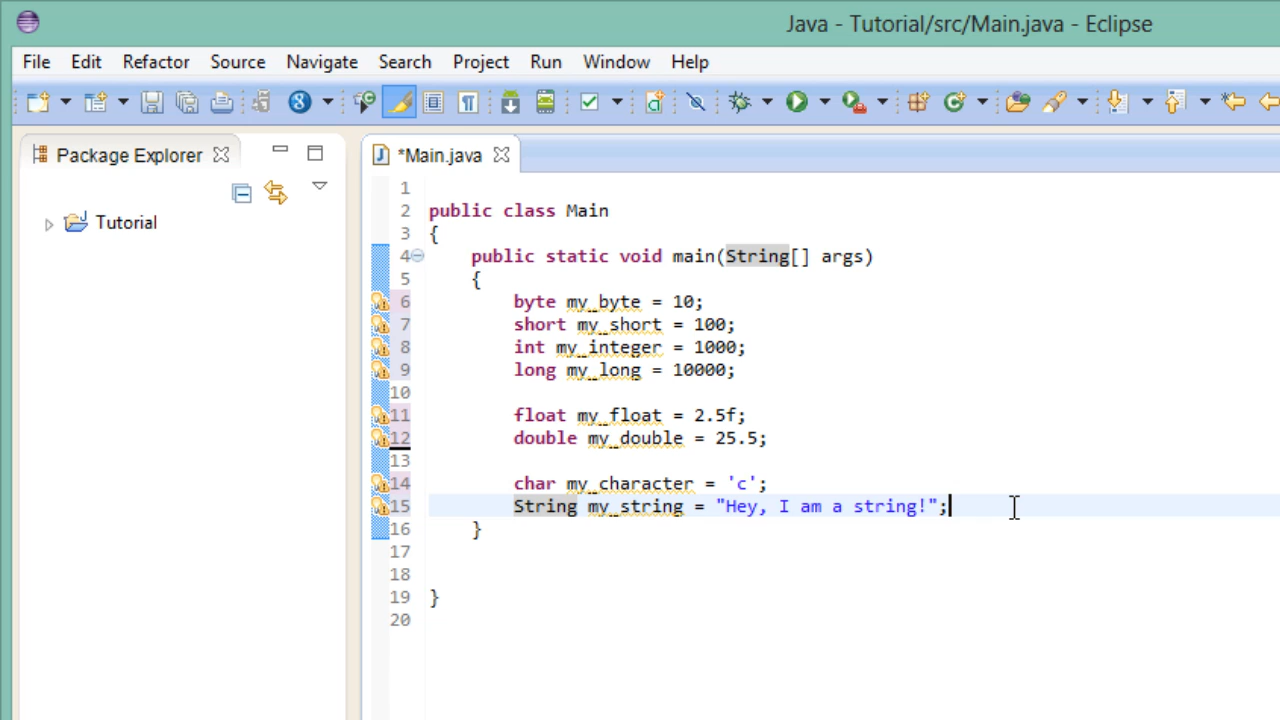 Java - Tutorial/src/Main.java - Eclipse
File Edit Refactor Source Navigate Search Project Run Window Help
Package Explorer
*Main.java
Tutorial
1
2 public class Main
3 {
4 public static void main(String[] args)
5 {
6 byte my_byte = 10;
7 short my_short = 100;
8 int my_integer = 1000;
9 long my_long = 10000;
10
11 float my_float = 2.5f;
12 double my_double = 25.5;
13
14 char my_character = 'c';
15 String my_string = "Hey, I am a string!";
16 }
17
18
19 }
20